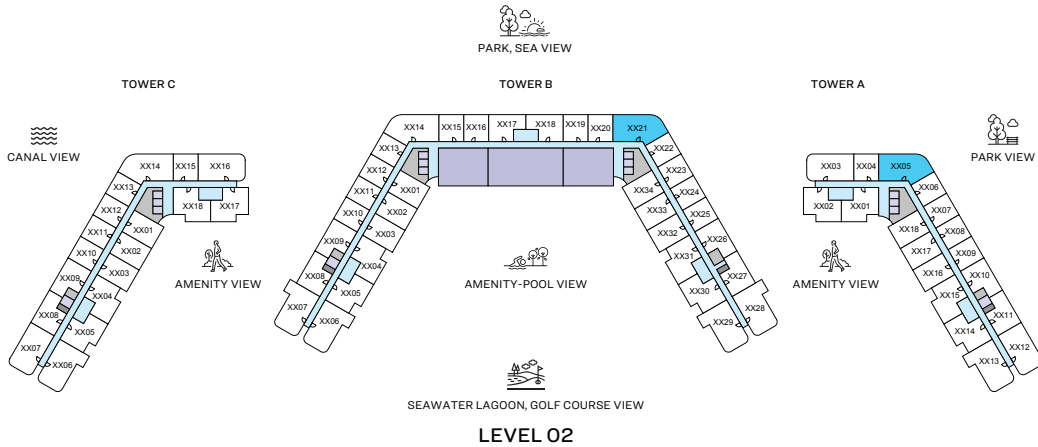 PARK, SEA VIEW
TOWER C
TOWER B
TOWER A
CANAL VIEW
PARK VIEW
XX14
XX15
XX16
XX13
XX12
XX11
XX10
XX09
XX08
XX07
XX06
XX05
XX04
XX03
XX02
XX01
XX18
XX17
XX14
XX15
XX16
XX17
XX18
XX19
XX20
XX21
XX13
XX12
XX11
XX10
XX09
XX08
XX07
XX06
XX05
XX04
XX03
XX02
XX01
XX22
XX23
XX24
XX25
XX26
XX27
XX28
XX29
XX30
XX31
XX32
XX33
XX34
XX03
XX04
XX05
XX02
XX01
XX06
XX07
XX08
XX09
XX10
XX11
XX12
XX13
XX14
XX15
XX16
XX17
XX18
AMENITY VIEW
AMENITY-POOL VIEW
AMENITY VIEW
SEAWATER LAGOON, GOLF COURSE VIEW
LEVEL 02